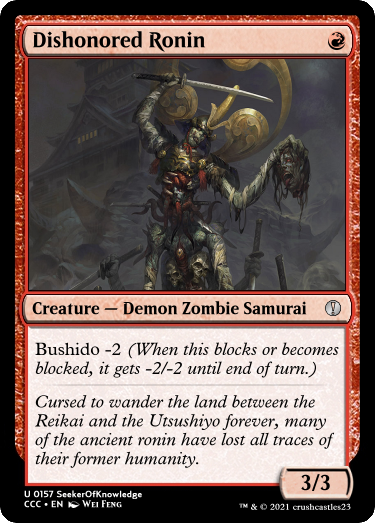 Dishonored Ronin
Creature — Demon Zombie Samurai
Bushido -2 (When this blocks or becomes
blocked, it gets -2/-2 until end of turn.)
Cursed to wander the land between the
Reikai and the Utsushiyo forever, many
of the ancient ronin have lost all traces of
their former humanity.
3/3
U 0157 SeekerOfKnowledge
CCC • EN Wei Feng
™ & © 2021 crushcastles23